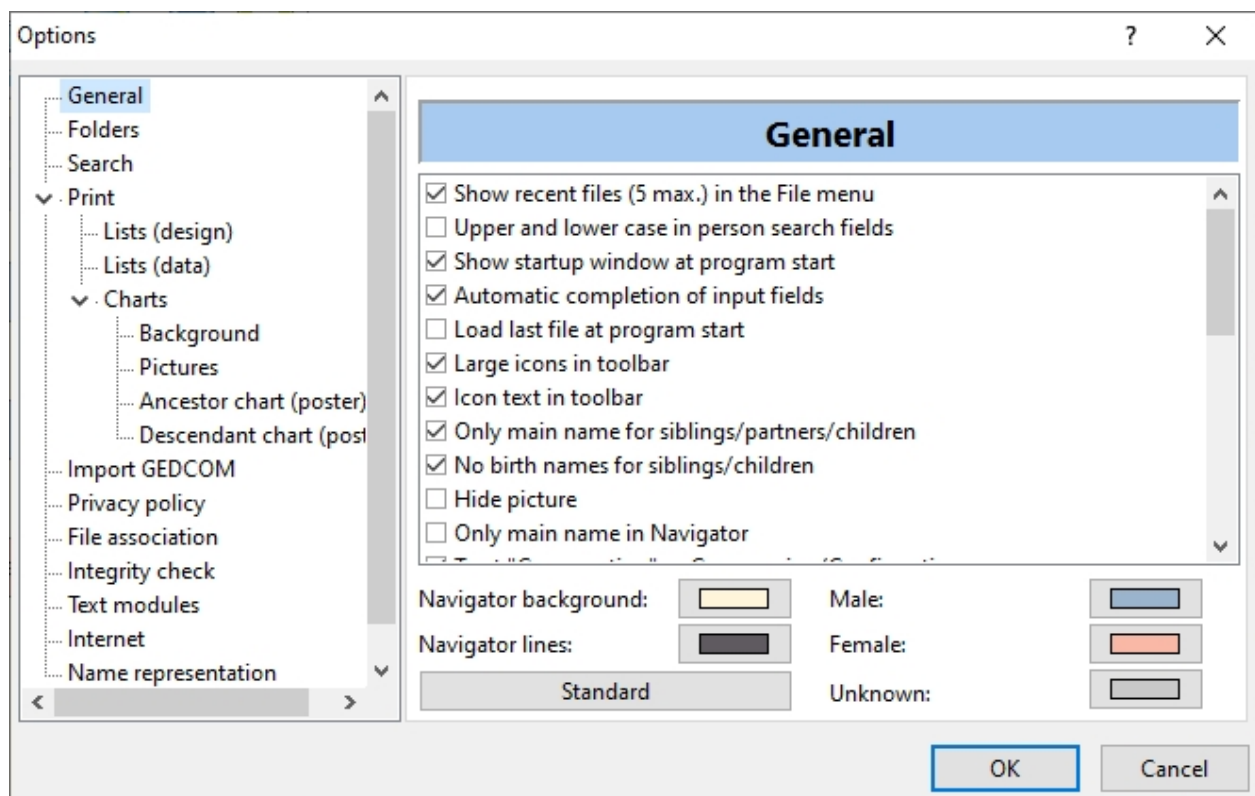 Options
?
General
Folders
Search
Print
Lists (design)
Lists (data)
Charts
Background
Pictures
Ancestor chart (poster)
Descendant chart (post
Import GEDCOM
Privacy policy
File association
Integrity check
Text modules
Internet
Name representation
General
Show recent files (5 max.) in the File menu
Upper and lower case in person search fields
Show startup window at program start
Automatic completion of input fields
Load last file at program start
Large icons in toolbar
Icon text in toolbar
Only main name for siblings/partners/children
No birth names for siblings/children
Hide picture
Only main name in Navigator
Navigator background:
Male:
Navigator lines:
Female:
Standard
Unknown:
OK
Cancel